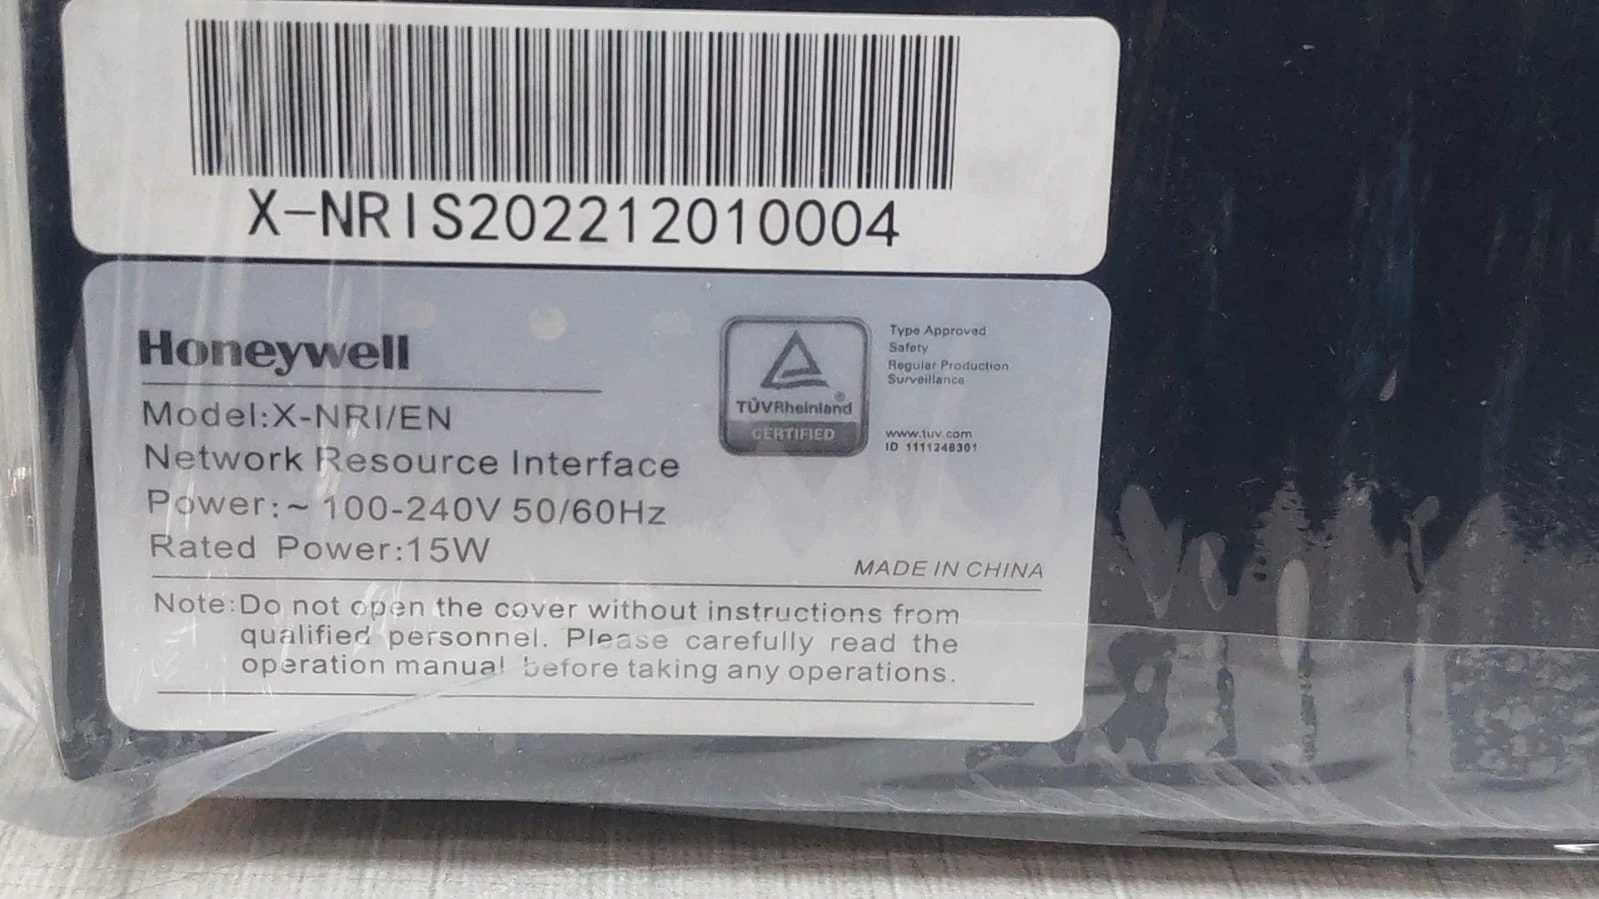 X-NRIS202212010004
Honeywell
Model:X-NRI/EN
Network Resource Interface
Power:~ 100-240V 50/60Hz
Rated Power:15W
TÜVRheinland®
CERTIFIED
Type Approved
Safety
Regular Production
Surveillance
www.tuv.com
ID 1111248301
MADE IN CHINA
Note:Do not open the cover without instructions from
qualified personnel. Please carefully read the
operation manual before taking any operations.